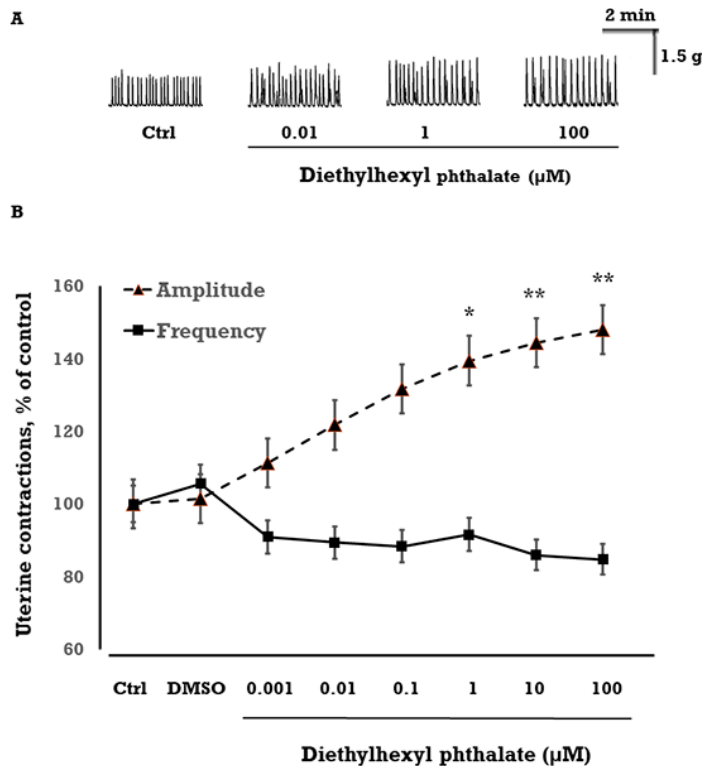 A
2 min
1.5 g
Ctrl 0.01 1 100
Diethylhexyl phthalate (μM)
B
160
140
120
100
80
60
Uterine contractions, % of control
Amplitude
Frequency
* ** **
Ctrl DMSO 0.001 0.01 0.1 1 10 100
Diethylhexyl phthalate (μM)